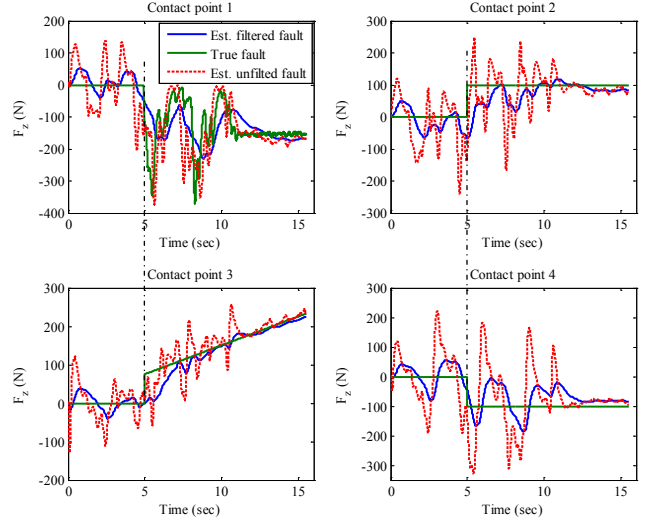 Contact point 1
200
100
0
-100
-200
-300
-400
F_z (N)
0
5
10
15
Time (sec)
Est. filtered fault
True fault
Est. unfilted fault
Contact point 2
300
200
100
0
-100
-200
300
F_z (N)
0
5
10
15
Time (sec)
Contact point 3
300
200
100
0
-100
200
F_z (N)
0
5
10
15
Time (sec)
Contact point 4
300
200
100
0
-100
-200
-300
F_z (N)
0
5
10
15
Time (sec)